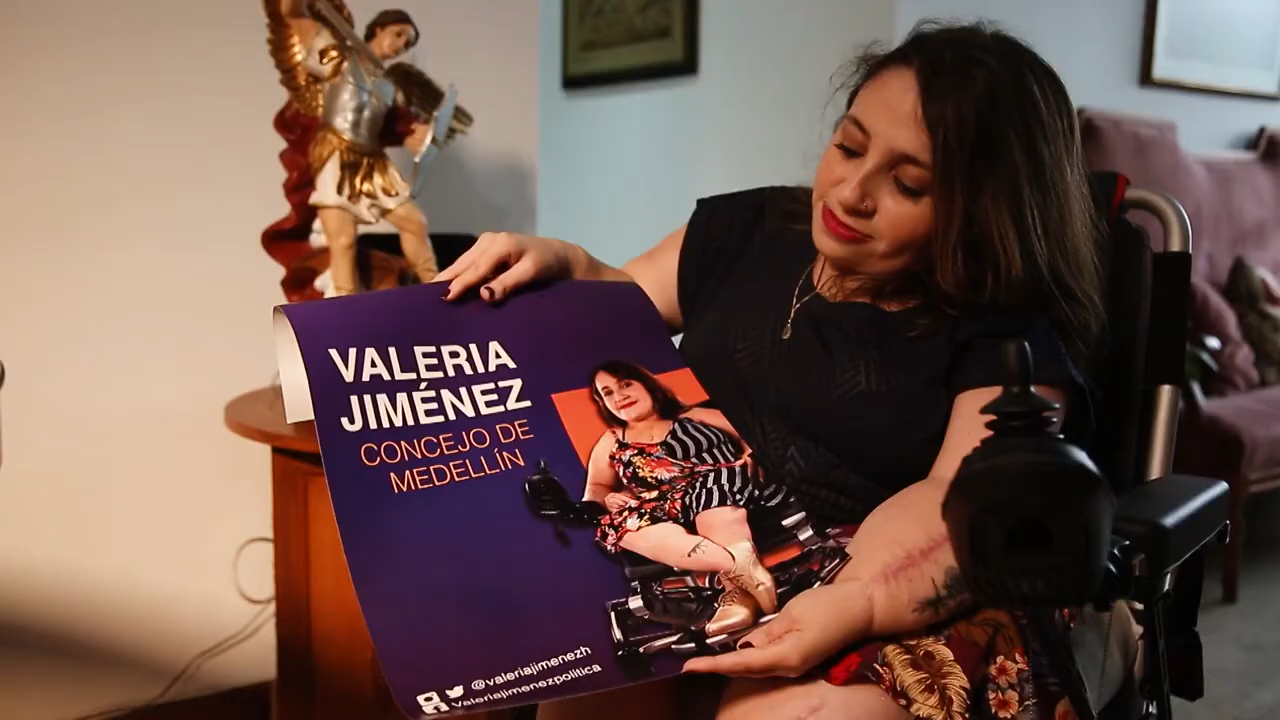 VALERIA
JIMÉNEZ
CONCEJO DE
MEDELLÍN
@valeriajimenezh
Valeriajimenezpolitica